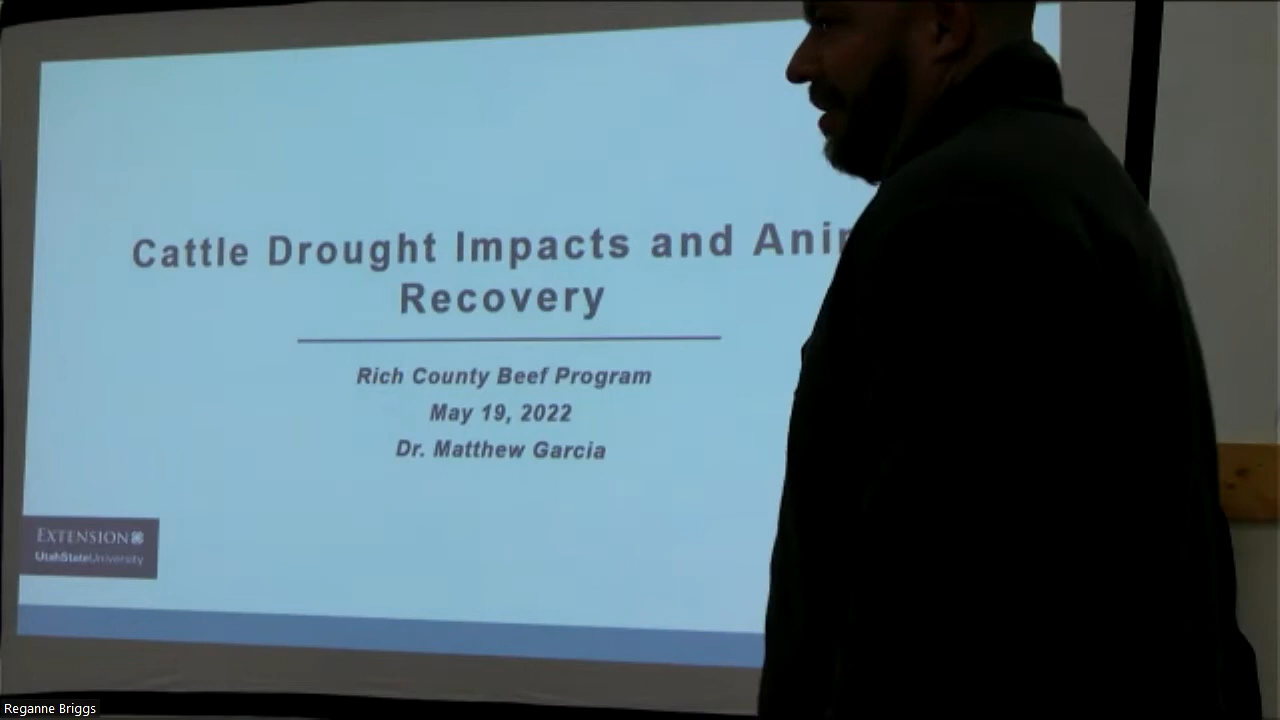 Cattle Drought Impacts and Ani
Recovery
Rich County Beef Program
May 19, 2022
Dr. Matthew Garcia
EXTENSION
UtahStateUniversity
Reganne Briggs